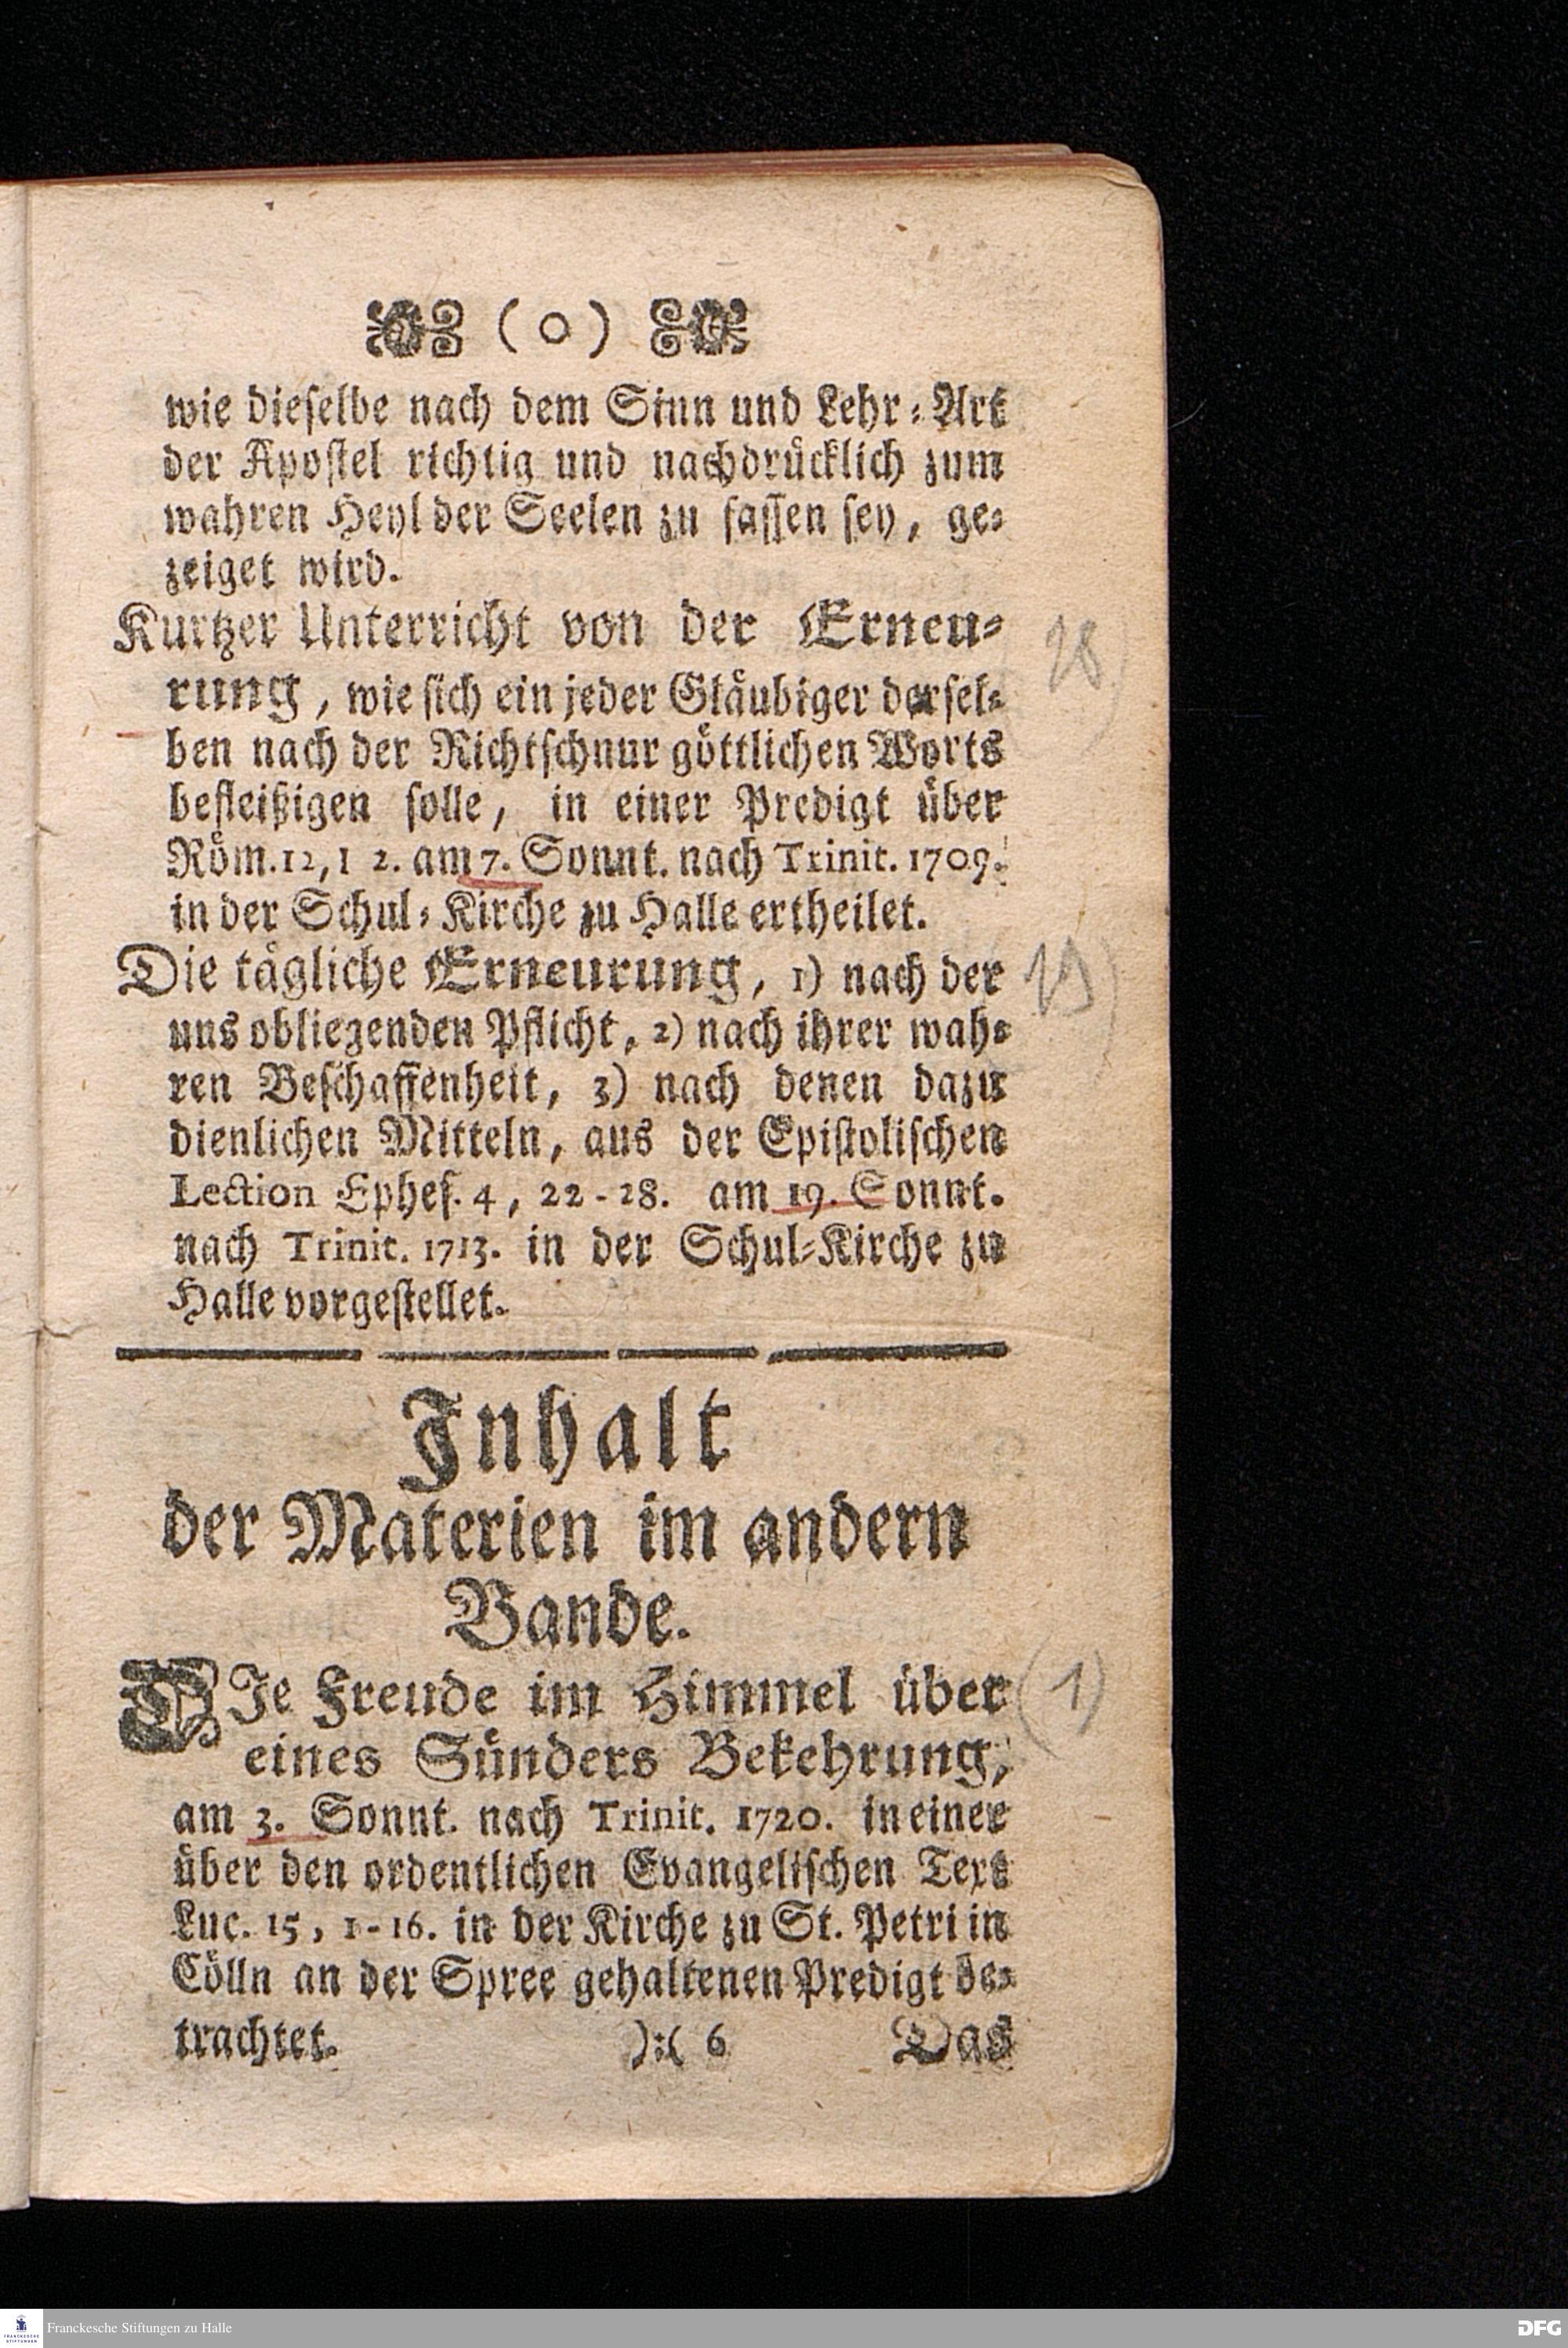 ( o )
wie dieselbe nach dem Sinn und Lehr-Art
der Apostel richtig und nachdrücklich zum
wahren Heyl der Seelen zu fassen sey, ge-
zeiget wird.
Kurtzer Unterricht von der Erneu-
rung, wie sich ein jeder Gläubiger dersel-
ben nach der Richtschnur göttlichen Worts
befleißigen solle, in einer Predigt über
Röm. 12, 1 2. am 7. Sonnt. nach Trinit. 1709.
in der Schul-Kirche zu Halle ertheilet.
Die tägliche Erneurung, 1) nach der
uns obliegenden Pflicht, 2) nach ihrer wah-
ren Beschaffenheit, 3) nach denen dazu
dienlichen Mitteln, aus der Epistolischen
Lection Ephes. 4, 22-28. am 19. Sonnt.
nach Trinit. 1713. in der Schul-Kirche zu
Halle vorgestellet.
Inhalt
der Materien im andern
Bande.
DIe Freude im Himmel über (1)
eines Sünders Bekehrung,
am 3. Sonnt. nach Trinit. 1720. in einer
über den ordentlichen Evangelischen Text
Luc. 15, 1-16. in der Kirche zu St. Petri in
Cölln an der Spree gehaltenen Predigt be-
trachtet. ):( 6 Das
Franckesche Stiftungen zu Halle
DFG